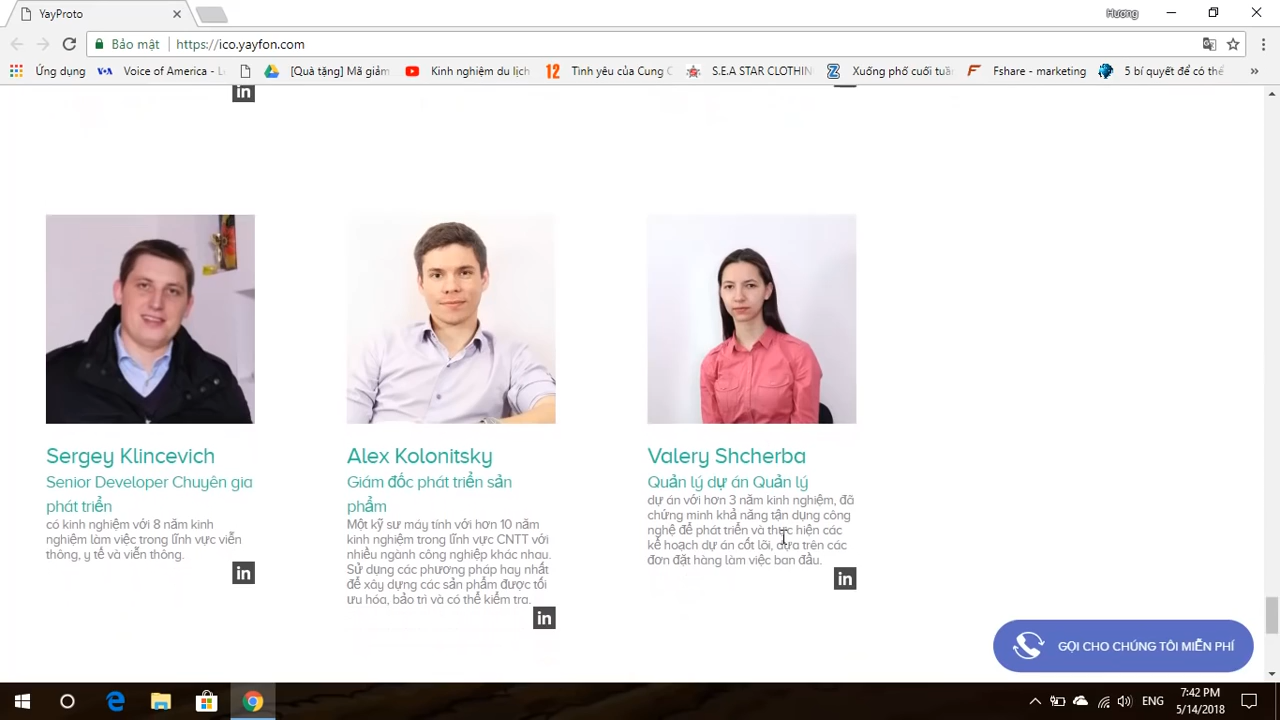 YayProto
Hương
Bảo mật
https://ico.yayfon.com
Ứng dụng
VOA
Voice of America - L
[Quà tặng] Mã giảm
Kinh nghiệm du lịch
12
Tình yêu của Cung C
S.E.A STAR CLOTHIN
Z
Xuống phố cuối tuần
F
Fshare - marketing
5 bí quyết để có thể
»
in
Sergey Klincevich
Senior Developer Chuyên gia
phát triển
có kinh nghiệm với 8 năm kinh
nghiệm làm việc trong lĩnh vực viễn
thông, y tế và viễn thông.
in
Alex Kolonitsky
Giám đốc phát triển sản
phẩm
Một kỹ sư máy tính với hơn 10 năm
kinh nghiệm trong lĩnh vực CNTT với
nhiều ngành công nghiệp khác nhau.
Sử dụng các phương pháp hay nhất
để xây dựng các sản phẩm được tối
ưu hóa, bảo trì và có thể kiểm tra.
in
Valery Shcherba
Quản lý dự án Quản lý
dự án với hơn 3 năm kinh nghiệm, đã
chứng minh khả năng tận dụng công
nghệ để phát triển và thực hiện các
kế hoạch dự án cốt lõi, dựa trên các
đơn đặt hàng làm việc ban đầu.
in
GỌI CHO CHÚNG TÔI MIỄN PHÍ
ENG
7:42 PM
5/14/2018